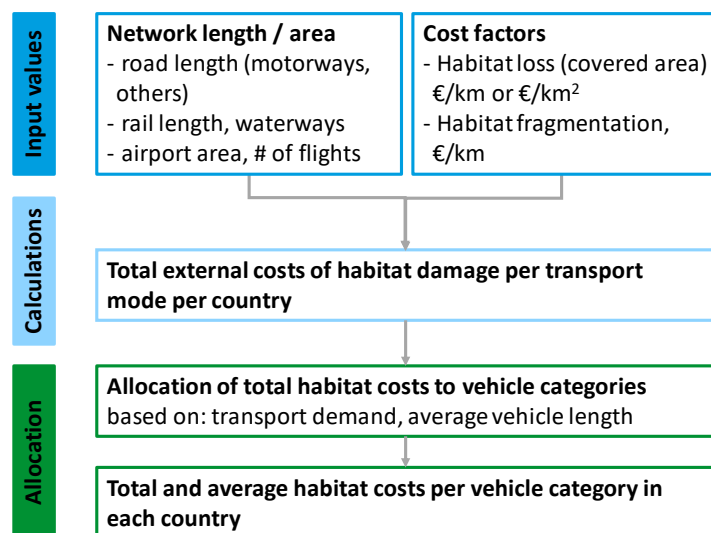 Input values
Network length / area
- road length (motorways,
others)
- rail length, waterways
- airport area, # of flights
Cost factors
- Habitat loss (covered area)
€/km or €/km²
- Habitat fragmentation,
€/km
Calculations
Total external costs of habitat damage per transport
mode per country
Allocation
Allocation of total habitat costs to vehicle categories
based on: transport demand, average vehicle length
Total and average habitat costs per vehicle category in
each country